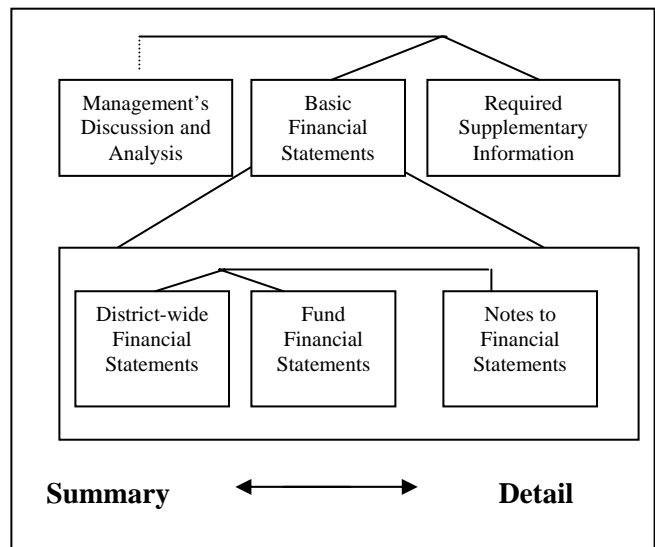 Management's
Discussion and
Analysis
Basic
Financial
Statements
Required
Supplementary
Information
District-wide
Financial
Statements
Fund
Financial
Statements
Notes to
Financial
Statements
Summary
Detail